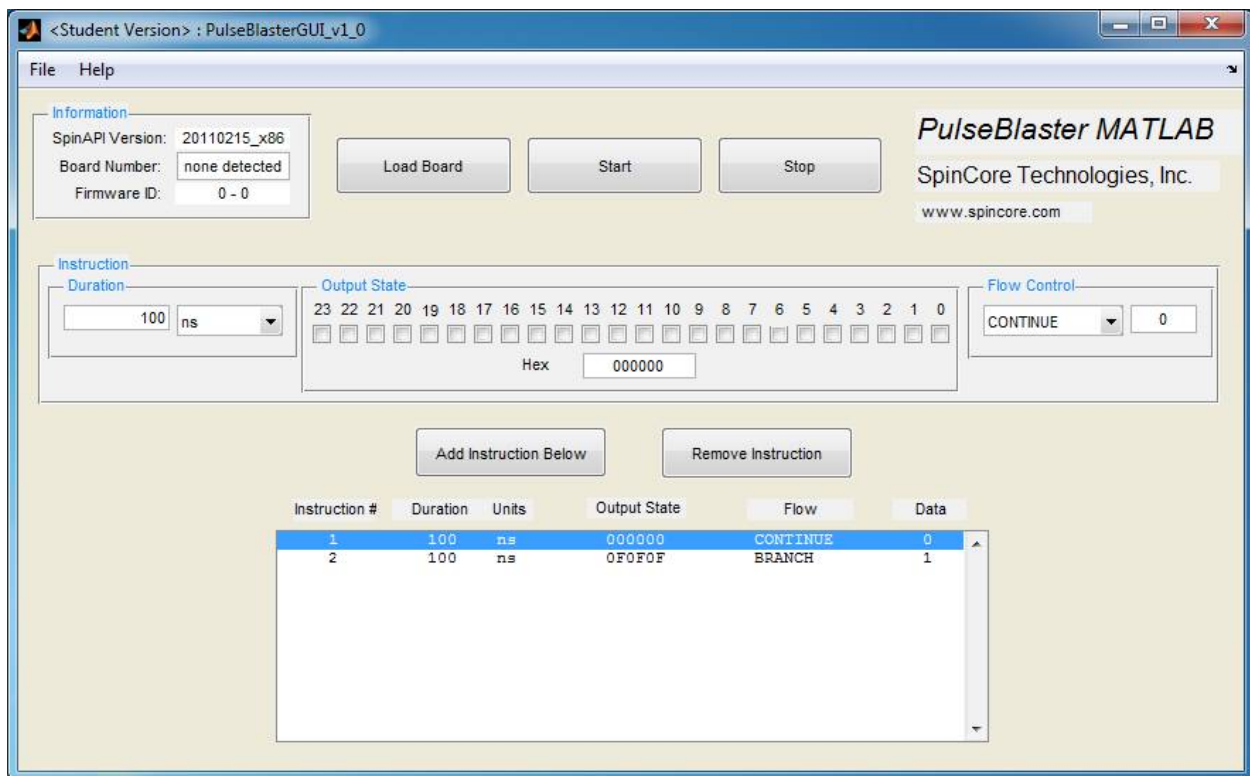 <Student Version> : PulseBlasterGUI_v1_0
File Help
Information
SpinAPI Version: 20110215_x86
Board Number: none detected
Firmware ID: 0 - 0
Load Board
Start
Stop
PulseBlaster MATLAB
SpinCore Technologies, Inc.
www.spincore.com
Instruction
Duration
100 ns
Output State
23 22 21 20 19 18 17 16 15 14 13 12 11 10 9 8 7 6 5 4 3 2 1 0
Hex 000000
Flow Control
CONTINUE 0
Add Instruction Below
Remove Instruction
Instruction # Duration Units Output State Flow Data
1 100 ns 000000 CONTINUE 0
2 100 ns 0F0F0F BRANCH 1